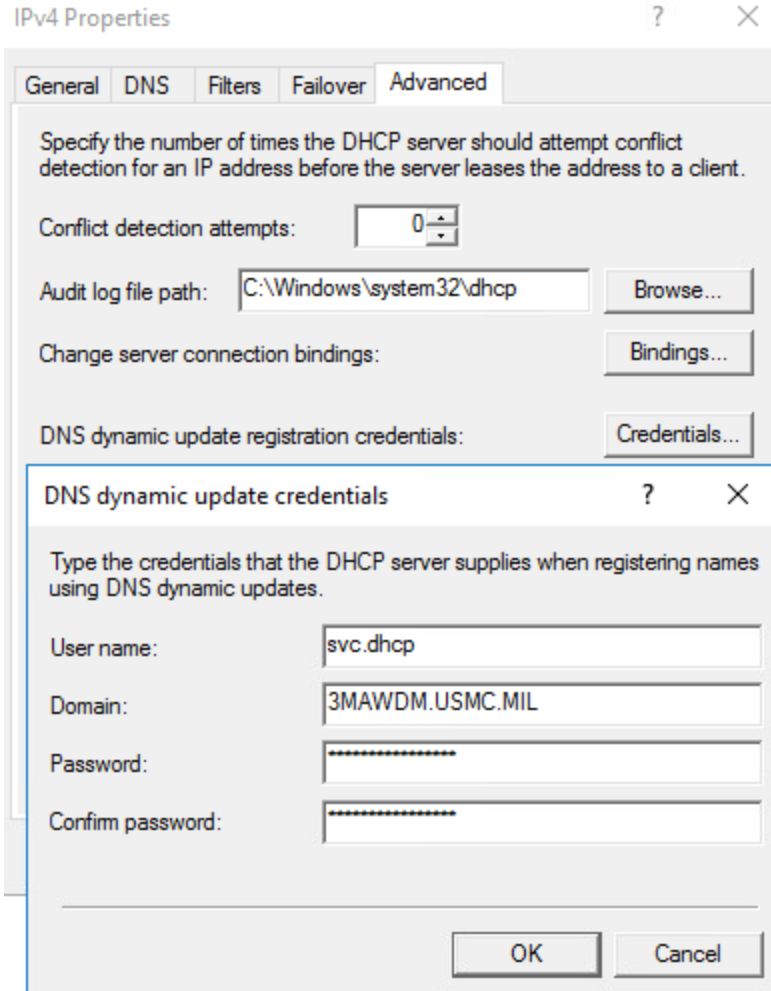 IPv4 Properties ? ×
General DNS Filters Failover Advanced
Specify the number of times the DHCP server should attempt conflict
detection for an IP address before the server leases the address to a client.
Conflict detection attempts: 0
Audit log file path: C:\Windows\system32\dhcp Browse...
Change server connection bindings: Bindings...
DNS dynamic update registration credentials: Credentials...
DNS dynamic update credentials ? ×
Type the credentials that the DHCP server supplies when registering names
using DNS dynamic updates.
User name: svc.dhcp
Domain: 3MAWDM.USMC.MIL
Password: ****************
Confirm password: ****************
OK Cancel